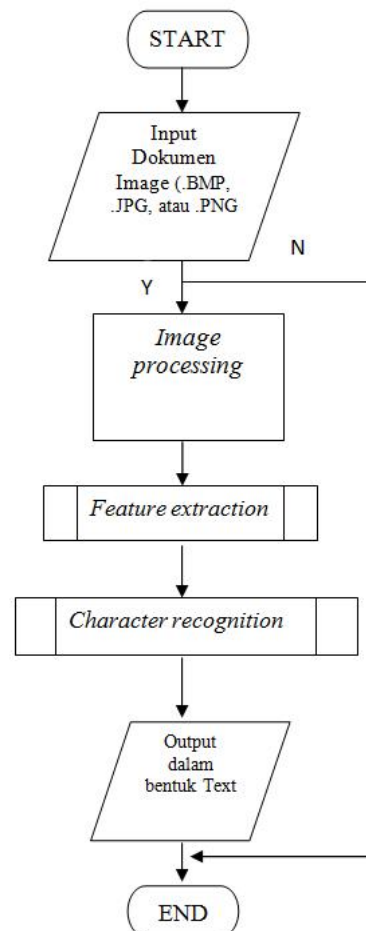 START
Input
Dokumen
Image (.BMP,
.JPG, atau .PNG
N
Y
Image
processing
Feature extraction
Character recognition
Output
dalam
bentuk Text
END